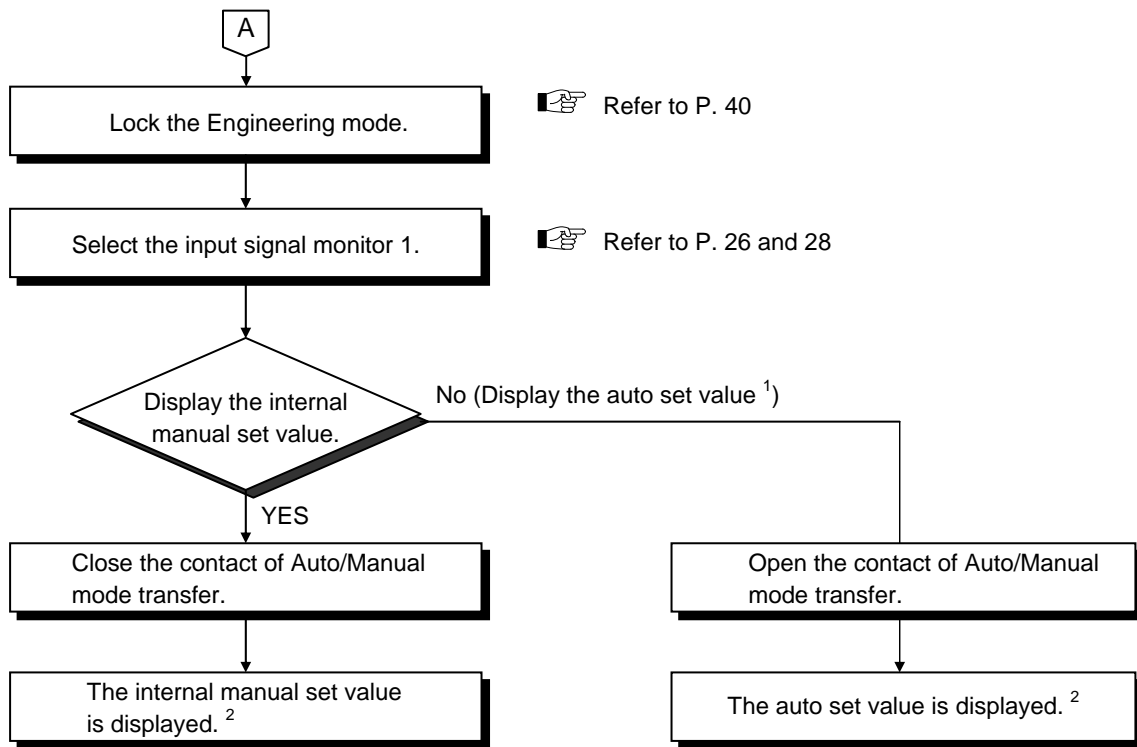 A
Lock the Engineering mode.
Refer to P. 40
Select the input signal monitor 1.
Refer to P. 26 and 28
Display the internal
manual set value.
No (Display the auto set value 1)
YES
Close the contact of Auto/Manual
mode transfer.
Open the contact of Auto/Manual
mode transfer.
The internal manual set value
is displayed. 2
The auto set value is displayed. 2